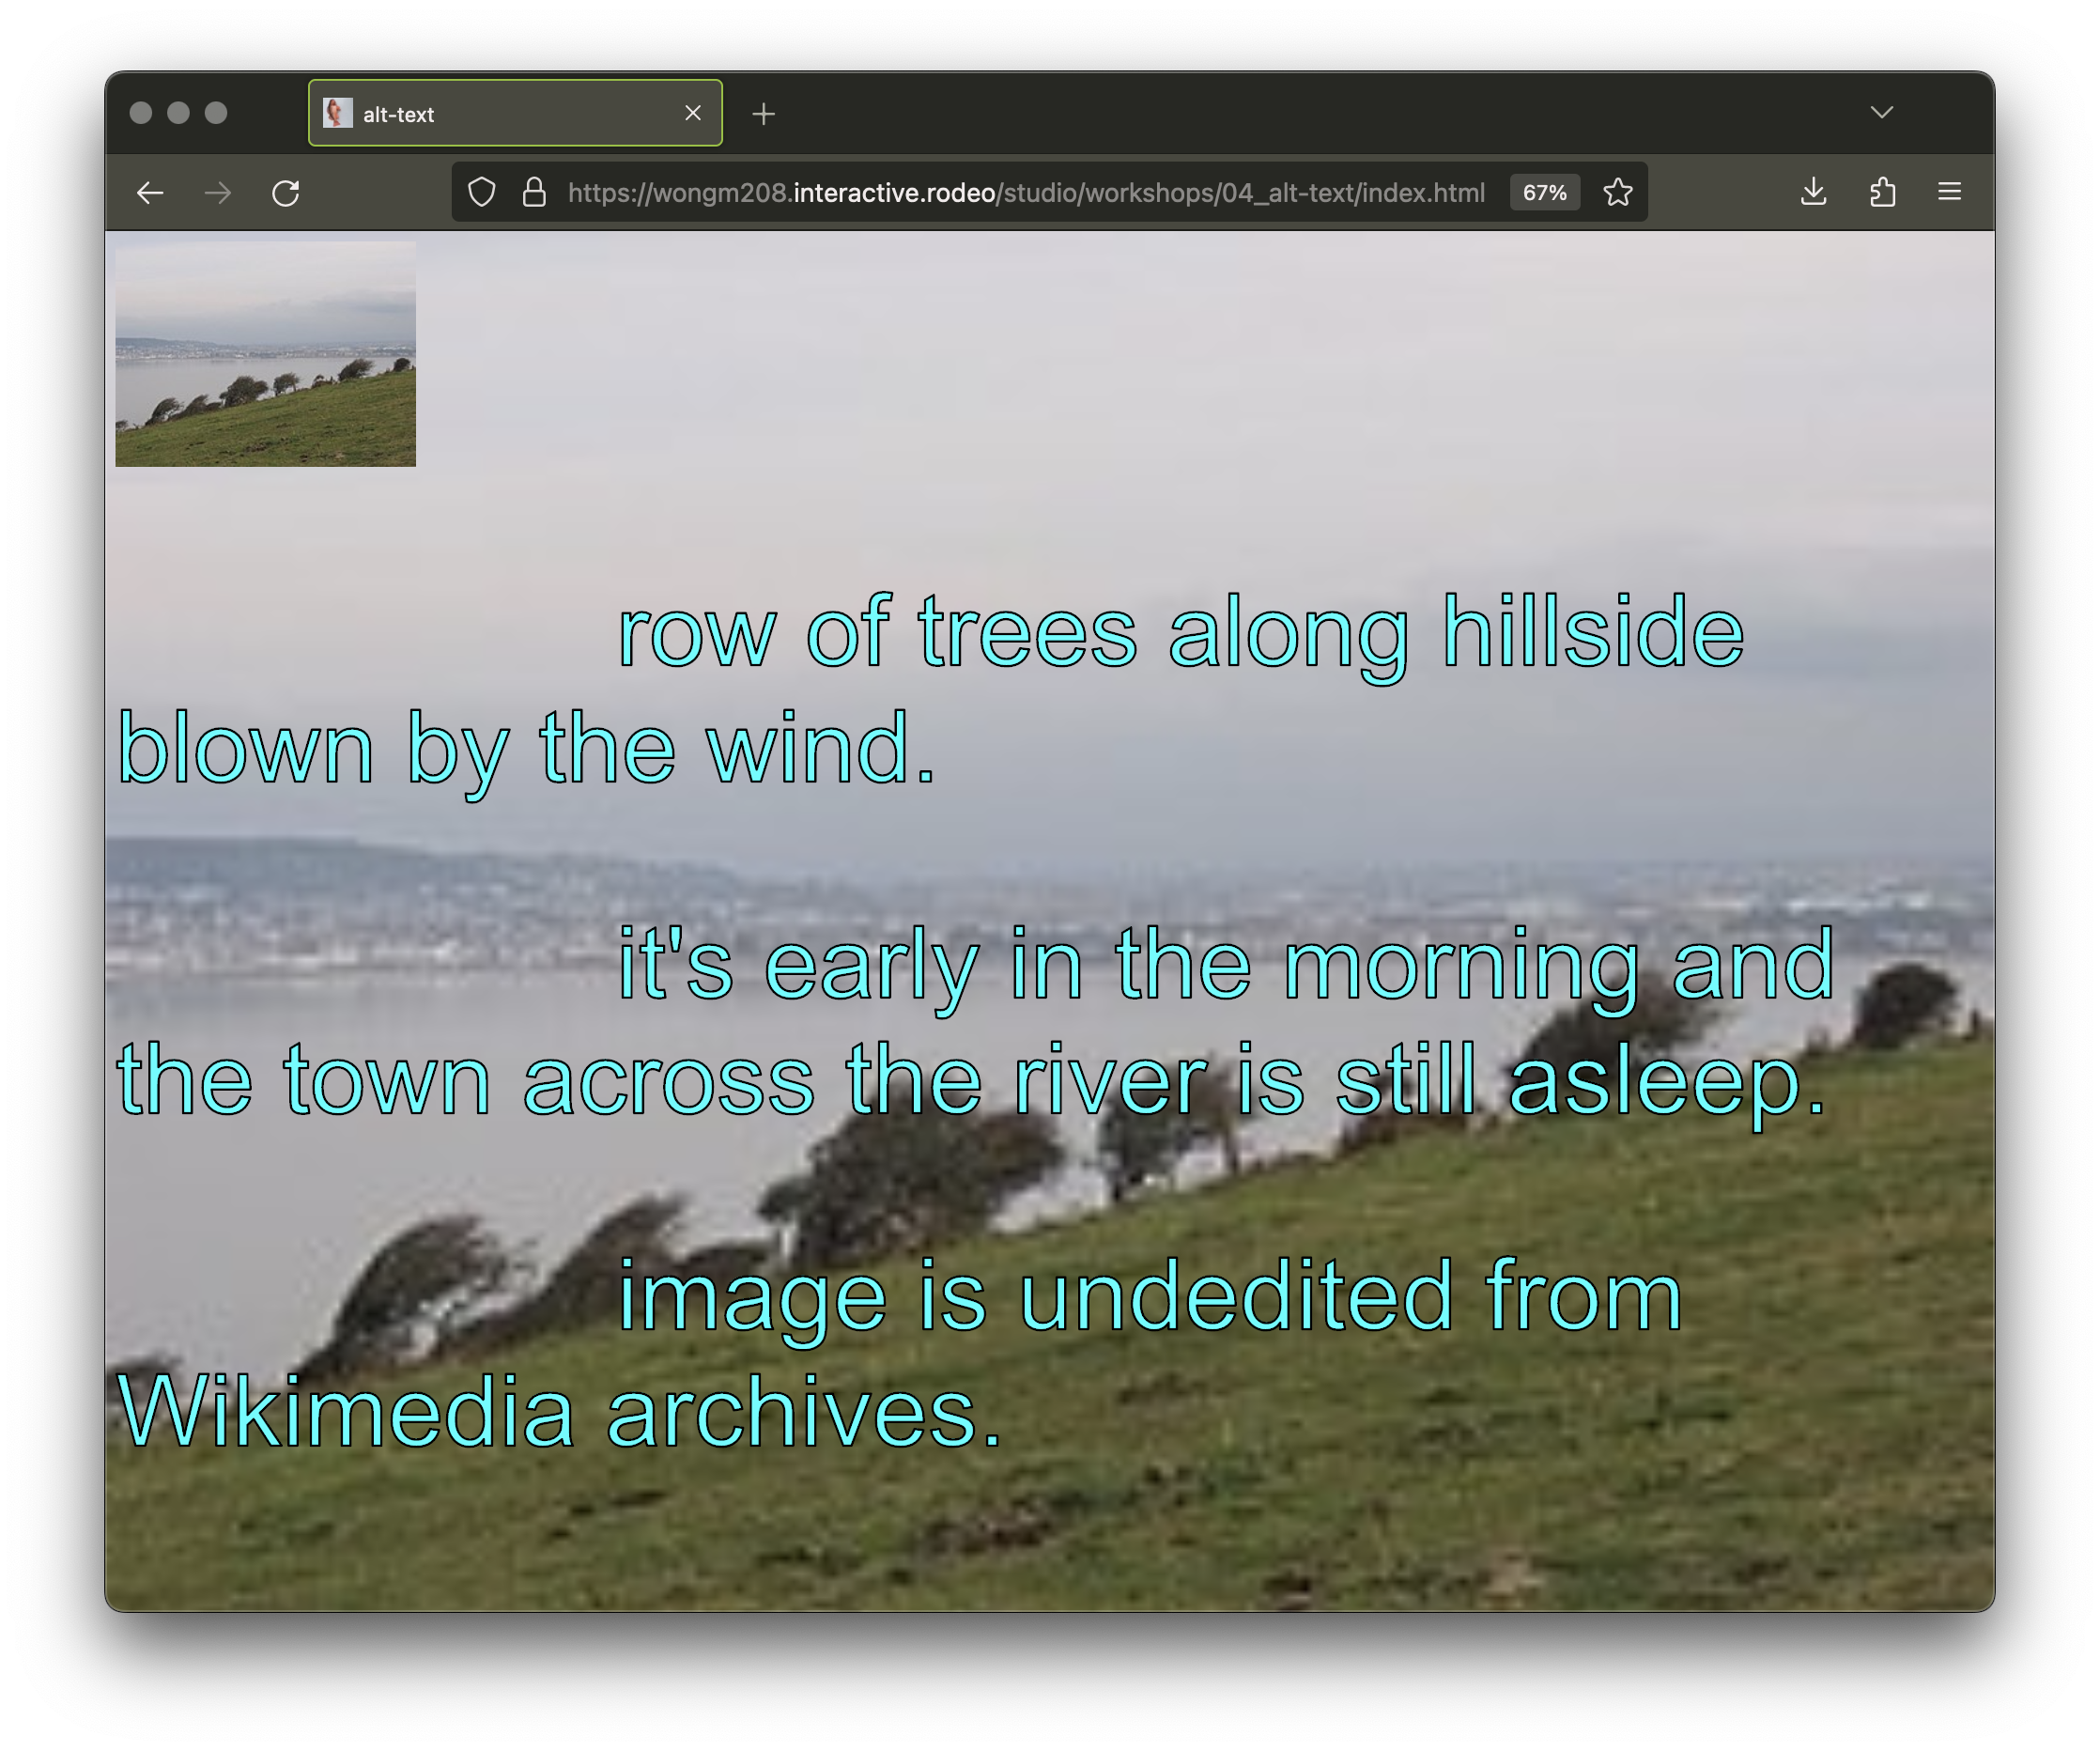 alt-text
https://wongm208.interactive.rodeo/studio/workshops/04_alt-text/index.html 67%
row of trees along hillside
blown by the wind.
it's early in the morning and
the town across the river is still asleep.
image is undedited from
Wikimedia archives.